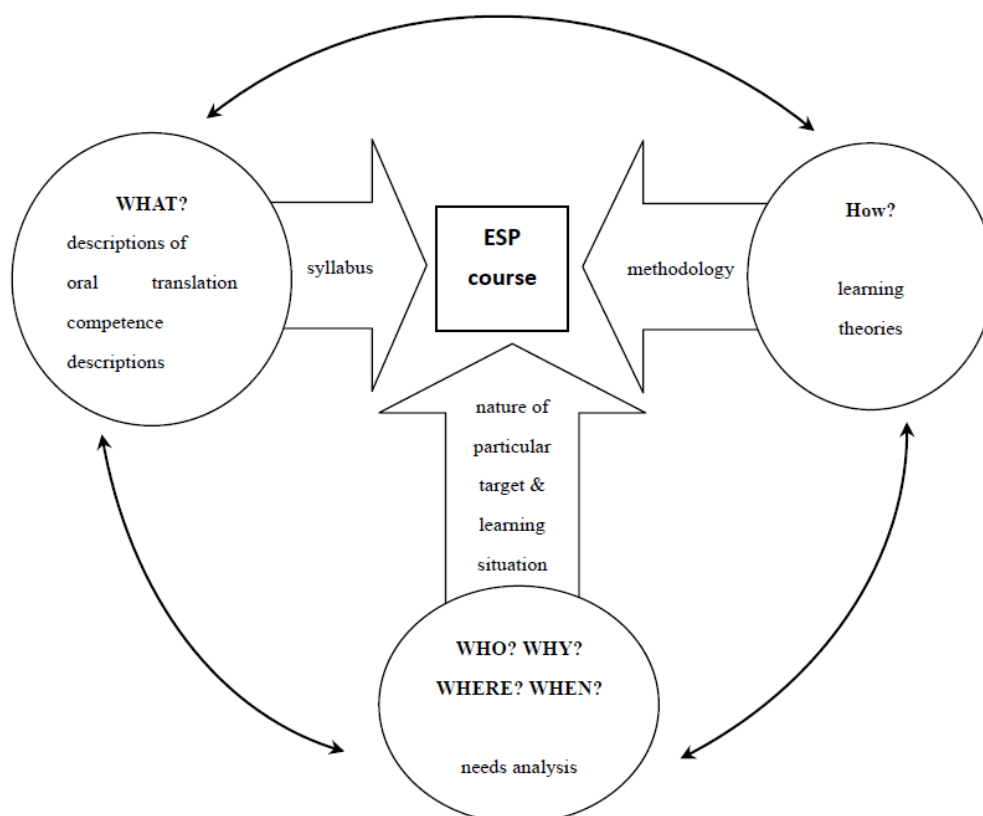 WHAT?
descriptions of
oral translation
competence
descriptions
syllabus
ESP
course
methodology
How?
learning
theories
nature of
particular
target &
learning
situation
WHO? WHY?
WHERE? WHEN?
needs analysis